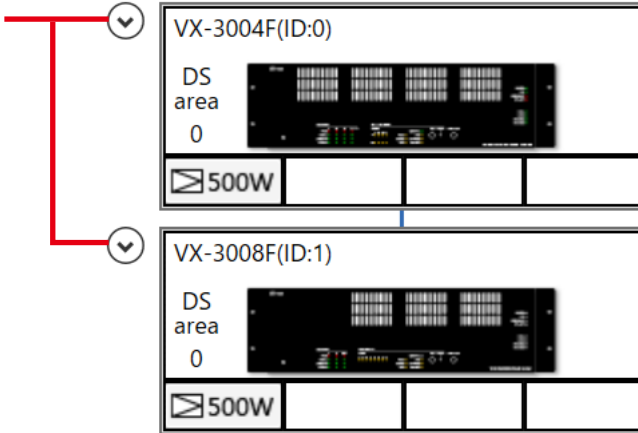 VX-3004F(ID:0)
DS
area
0
500W
VX-3008F(ID:1)
DS
area
0
500W